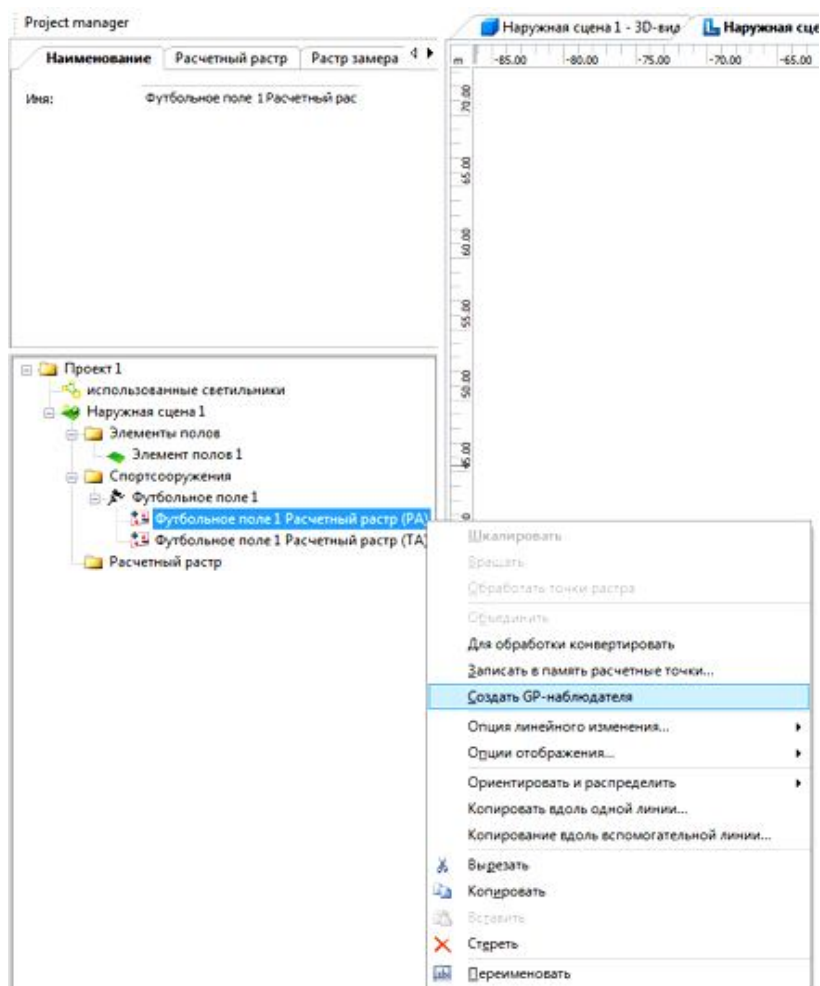 Project manager
Наименование Расчетный растр Растр замера
Имя: Футбольное поле 1 Расчетный рас
Наружная сцена 1 - 3D-вид Наружная сце
m -85.00 -80.00 -75.00 -70.00 -65.00
70.00
65.00
60.00
55.00
50.00
45.00
Проект 1
использованные светильники
Наружная сцена 1
Элементы полов
Элемент полов 1
Спортсооружения
Футбольное поле 1
Футбольное поле 1 Расчетный растр (PA)
Футбольное поле 1 Расчетный растр (TA)
Расчетный растр
Шкалировать
Вращать
Обработать точки растра
Объединить
Для обработки конвертировать
Записать в память расчетные точки...
Создать GP-наблюдателя
Опция линейного изменения...
Опции отображения...
Ориентировать и распределить
Копировать вдоль одной линии...
Копирование вдоль вспомогательной линии...
Вырезать
Копировать
Вставить
Стереть
Переименовать